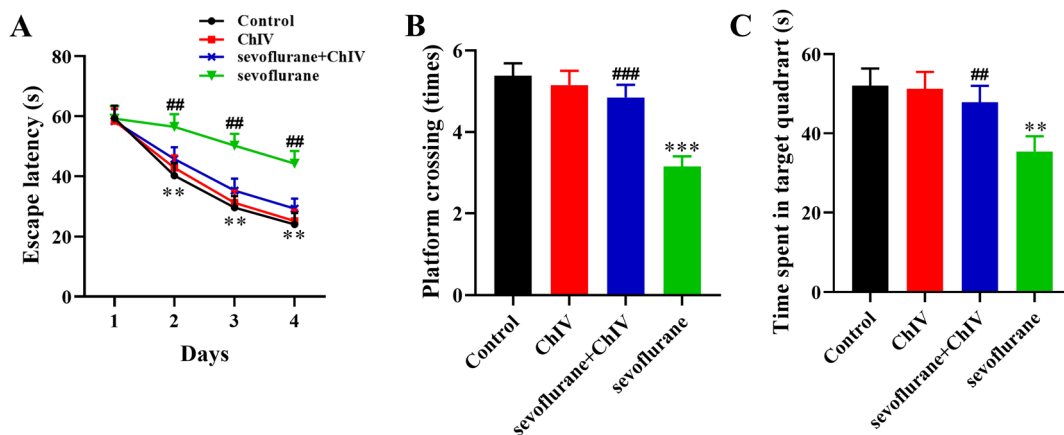 A
Control
ChIV
sevoflurane+ChIV
sevoflurane
Escape latency (s)
80
60
40
20
0
##
##
##
**
**
**
1 2 3 4
Days
B
Platform crossing (times)
6
4
2
0
###
***
Control
ChIV
sevoflurane+ChIV
sevoflurane
C
Time spent in target quadrart (s)
60
40
20
0
##
**
Control
ChIV
sevoflurane+ChIV
sevoflurane